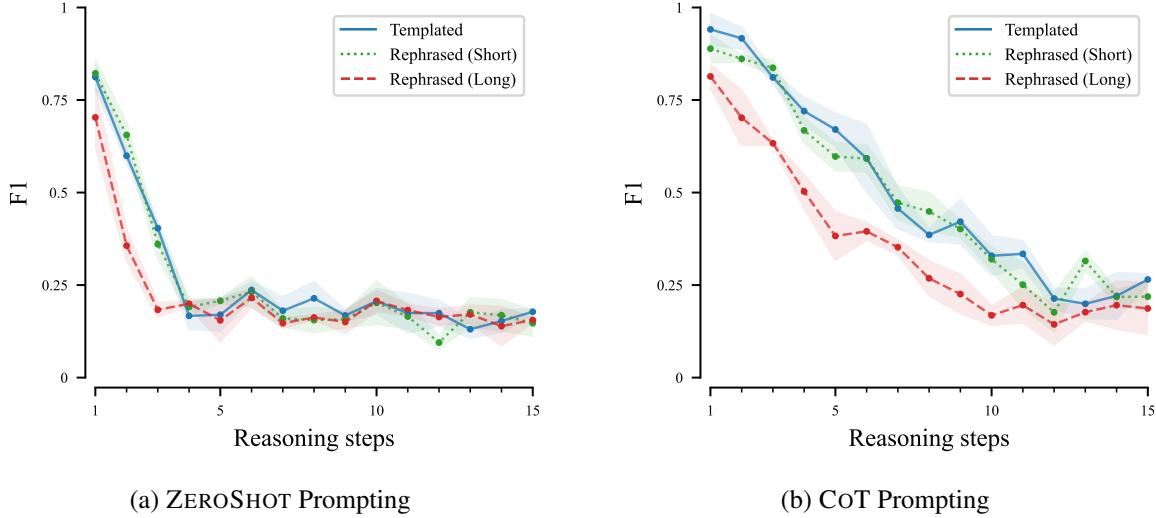 1
0.75
0.5
0.25
0
F1
1
5
10
15
Reasoning steps
Templated
Rephrased (Short)
Rephrased (Long)
(a) ZEROSHOT Prompting
1
0.75
0.5
0.25
0
F1
1
5
10
15
Reasoning steps
Templated
Rephrased (Short)
Rephrased (Long)
(b) COT Prompting